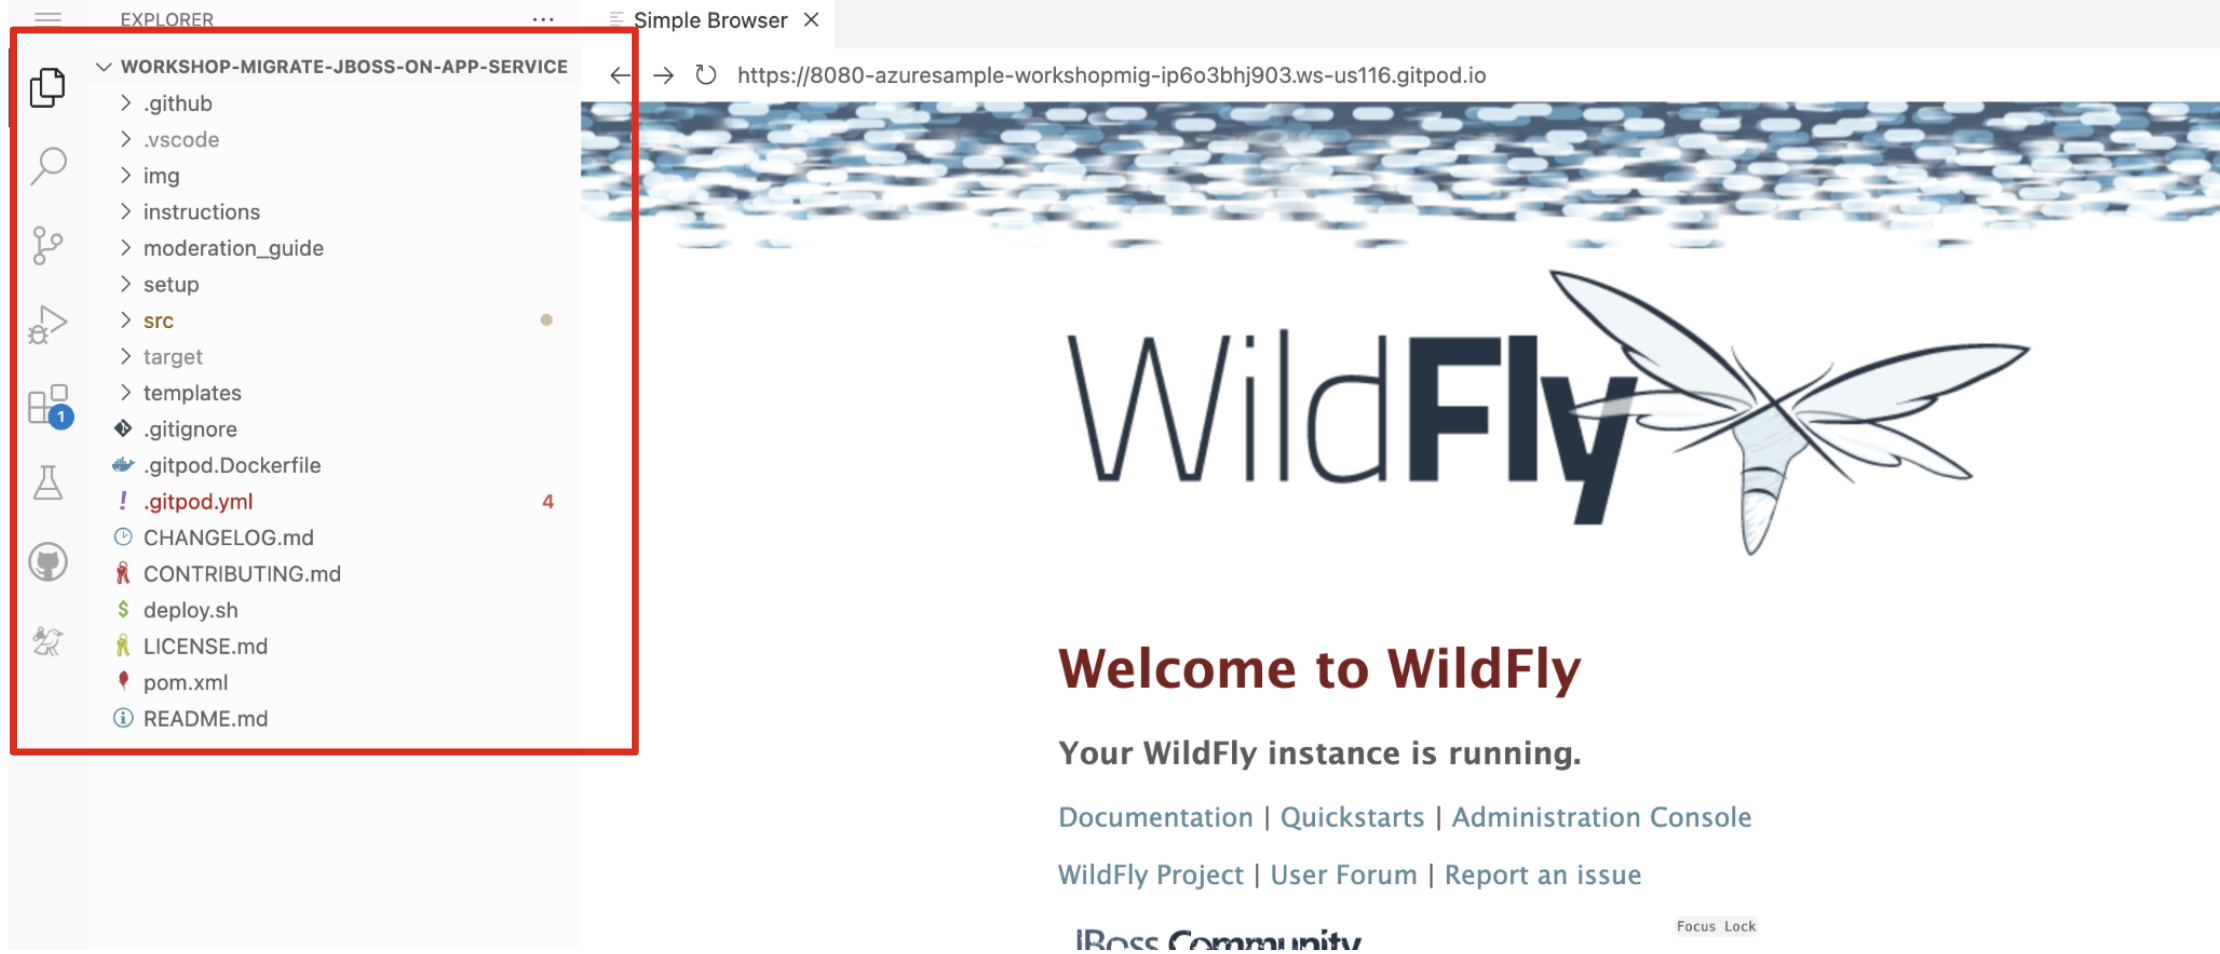 EXPLORER
WORKSHOP-MIGRATE-JBOSS-ON-APP-SERVICE
.github
.vscode
img
instructions
moderation_guide
setup
src
target
templates
.gitignore
.gitpod.Dockerfile
! .gitpod.yml 4
CHANGELOG.md
CONTRIBUTING.md
$ deploy.sh
LICENSE.md
pom.xml
README.md
1
Simple Browser
https://8080-azuresample-workshopmig-ip6o3bhj903.ws-us116.gitpod.io
WildFly
Welcome to WildFly
Your WildFly instance is running.
Documentation | Quickstarts | Administration Console
WildFly Project | User Forum | Report an issue
JBoss Community
Focus Lock